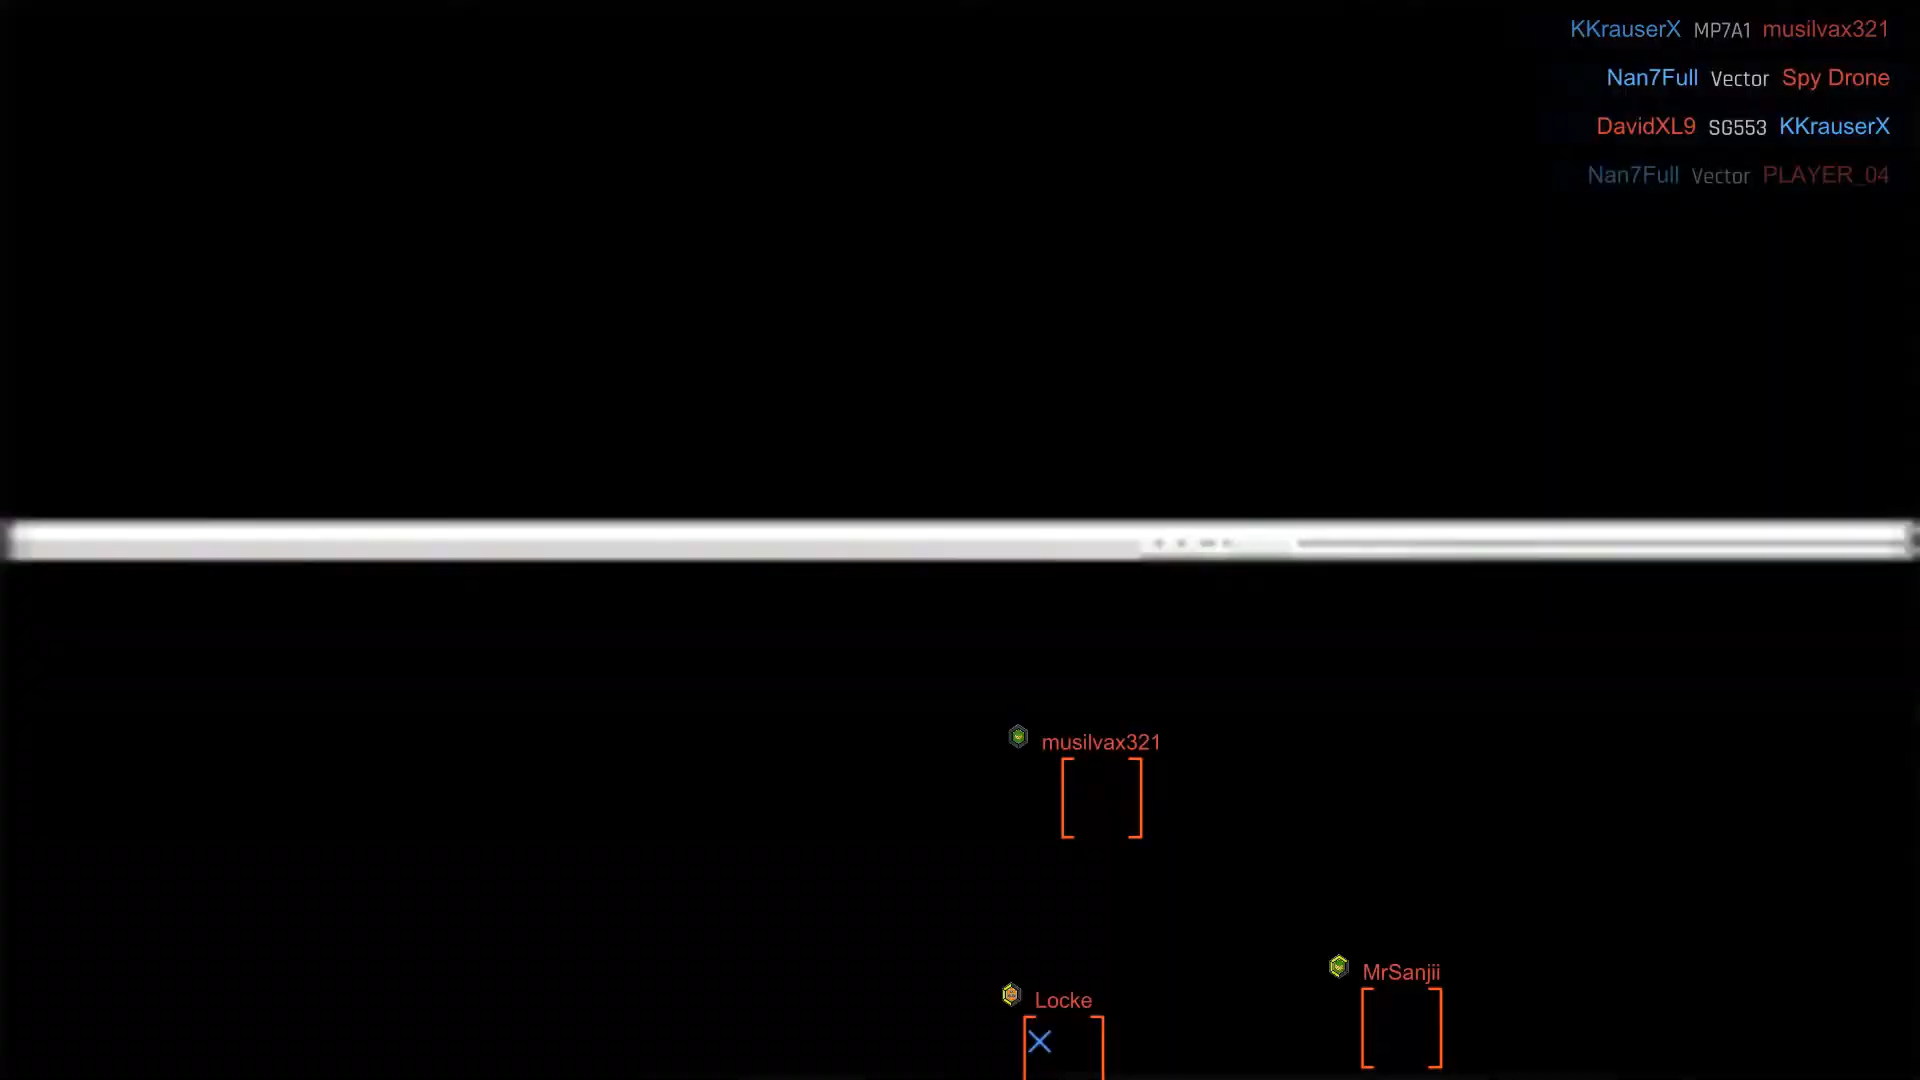 KKrauserX MP7A1 musilvax321
Nan7Full Vector Spy Drone
DavidXL9 SG553 KKrauserX
Nan7Full Vector PLAYER_04
musilvax321
MrSanjii
Locke